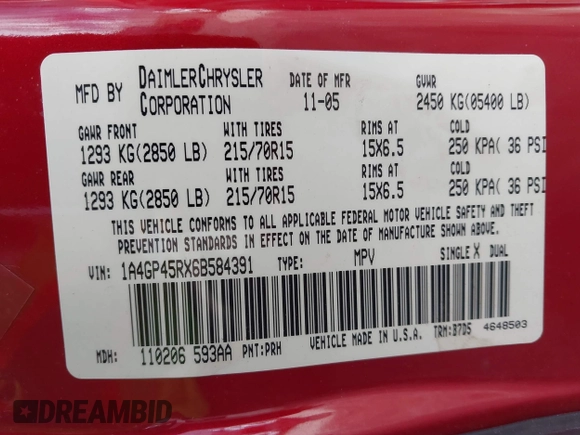 MFD BY DAIMLERCHRYSLER CORPORATION DATE OF MFR 11-05 GVWR 2450 KG(05400 LB)
GAWR FRONT WITH TIRES RIMS AT COLD
1293 KG(2850 LB) 215/70R15 15X6.5 250 KPA( 36 PSI
GAWR REAR WITH TIRES RIMS AT COLD
1293 KG(2850 LB) 215/70R15 15X6.5 250 KPA( 36 PSI
THIS VEHICLE CONFORMS TO ALL APPLICABLE FEDERAL MOTOR VEHICLE SAFETY AND THEFT
PREVENTION STANDARDS IN EFFECT ON THE DATE OF MANUFACTURE SHOWN ABOVE.
VIN: 1A4GP45RX6B584391 TYPE: MPV SINGLE X DUAL
MDH: 110206 593AA PNT:PRH VEHICLE MADE IN U.S.A. TRM:B7D5 4648503
DREAMBID